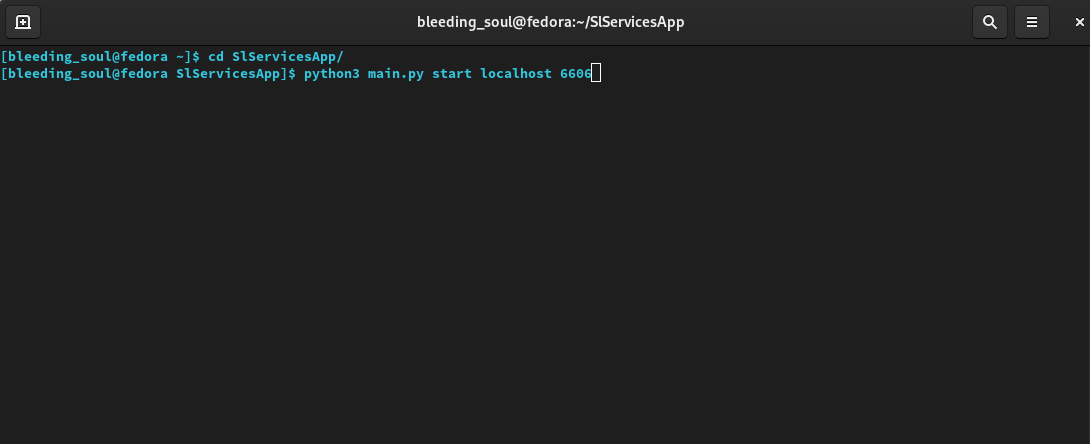 bleeding_soul@fedora:~/SlServicesApp
[bleeding_soul@fedora ~]$ cd SlServicesApp/
[bleeding_soul@fedora SlServicesApp]$ python3 main.py start localhost 6606